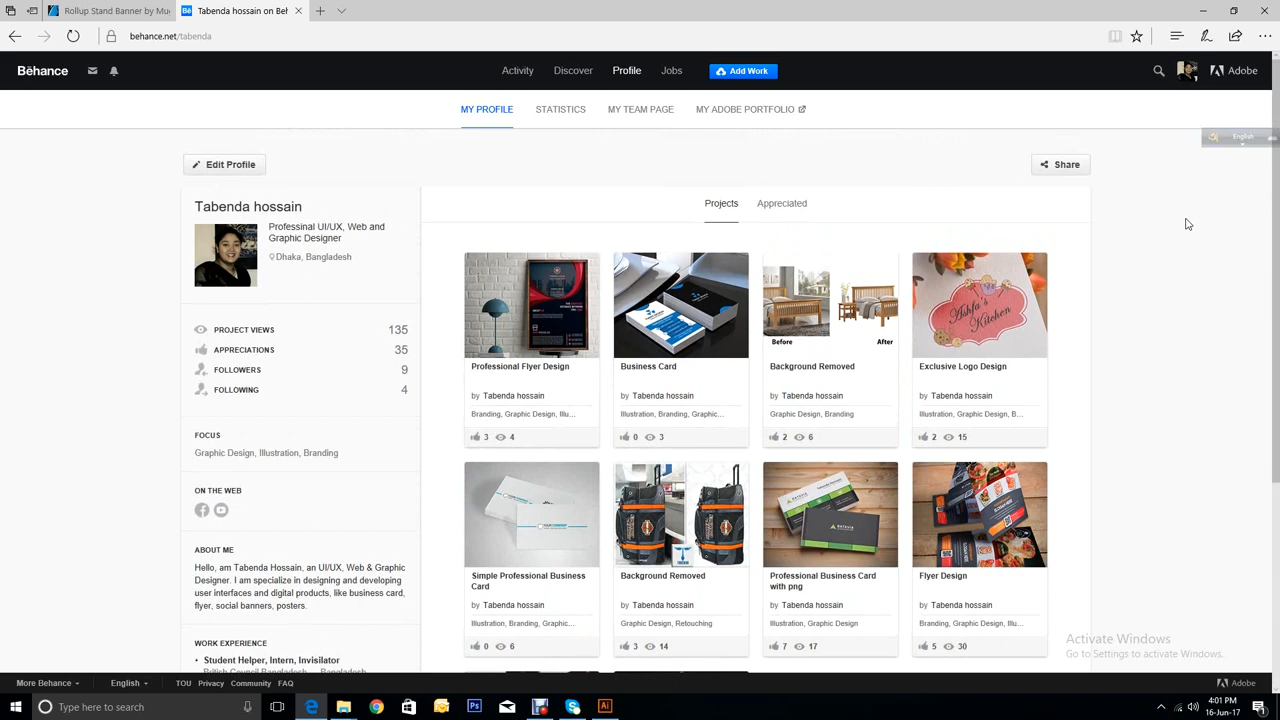 Rollup Stand Banner by Mug
Tabenda hossain on Beh
behance.net/tabenda
Bēhance
Activity
Discover
Profile
Jobs
Add Work
Adobe
MY PROFILE
STATISTICS
MY TEAM PAGE
MY ADOBE PORTFOLIO
English
Edit Profile
Share
Tabenda hossain
Professinal UI/UX, Web and
Graphic Designer
Dhaka, Bangladesh
PROJECT VIEWS 135
APPRECIATIONS 35
FOLLOWERS 9
FOLLOWING 4
FOCUS
Graphic Design, Illustration, Branding
ON THE WEB
ABOUT ME
Hello, am Tabenda Hossain, an UI/UX, Web & Graphic
Designer. I am specialize in designing and developing
user interfaces and digital products, like business card,
flyer, social banners, posters.
WORK EXPERIENCE
• Student Helper, Intern, Invisilator
British Council Bangladesh — Bangladesh
Projects
Appreciated
Professional Flyer Design
by Tabenda hossain
Branding, Graphic Design, Illu...
3 4
Business Card
by Tabenda hossain
Illustration, Branding, Graphic...
0 3
Before
After
Background Removed
by Tabenda hossain
Graphic Design, Branding
2 6
Ashfa's
Kitchen
Exclusive Logo Design
by Tabenda hossain
Illustration, Graphic Design, B...
2 15
Simple Professional Business
Card
by Tabenda hossain
Illustration, Branding, Graphic...
0 6
Background Removed
by Tabenda hossain
Graphic Design, Retouching
3 14
Professional Business Card
with png
by Tabenda hossain
Illustration, Graphic Design
7 17
Flyer Design
by Tabenda hossain
Branding, Graphic Design, Illu...
5 30
Activate Windows
Go to Settings to activate Windows.
More Behance
English
TOU
Privacy
Community
FAQ
Adobe
Type here to search
4:01 PM
16-Jun-17